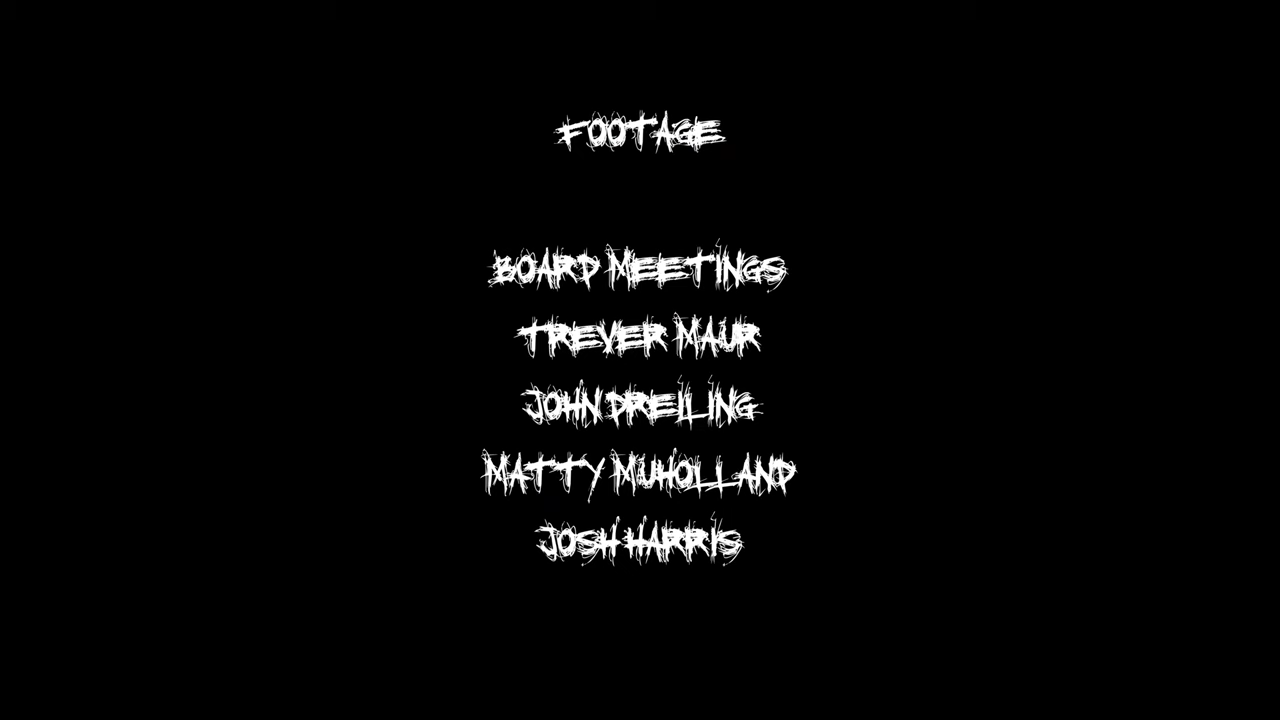 FOOTAGE
BOARD MEETINGS
TREVER MAUR
JOHN DREILING
MATTY MUHOLLAND
JOSH HARRIS